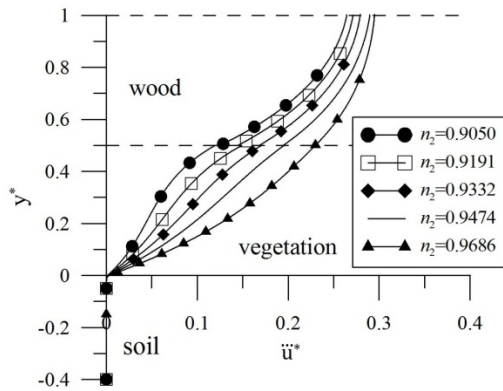 1
0.8
0.6
0.4
0.2
0
-0.2
-0.4
y*
wood
vegetation
soil
0 0.1 0.2 0.3 0.4
ü*
n₂=0.9050
n₂=0.9191
n₂=0.9332
n₂=0.9474
n₂=0.9686